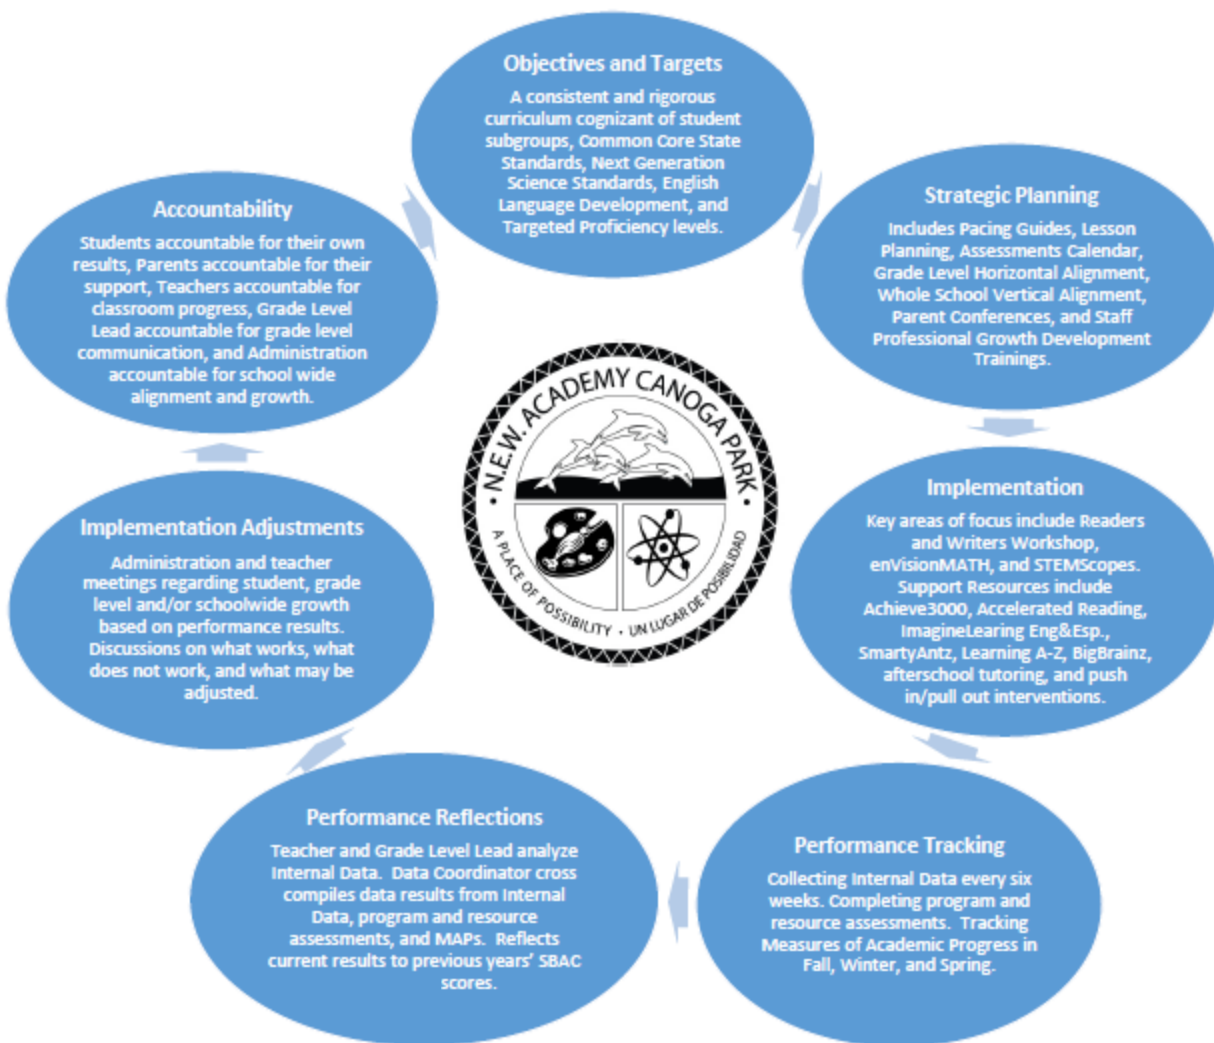 Objectives and Targets
A consistent and rigorous
curriculum cognizant of student
subgroups, Common Core State
Standards, Next Generation
Science Standards, English
Language Development, and
Targeted Proficiency levels.
Strategic Planning
Includes Pacing Guides, Lesson
Planning, Assessments Calendar,
Grade Level Horizontal Alignment,
Whole School Vertical Alignment,
Parent Conferences, and Staff
Professional Growth Development
Trainings.
Implementation
Key areas of focus include Readers
and Writers Workshop,
enVisionMATH, and STEMScopes.
Support Resources include
Achieve3000, Accelerated Reading,
ImagineLearing Eng&Esp.,
SmartyAntz, Learning A-Z, BigBrainz,
afterschool tutoring, and push
in/pull out interventions.
Performance Tracking
Collecting Internal Data every six
weeks. Completing program and
resource assessments. Tracking
Measures of Academic Progress in
Fall, Winter, and Spring.
Performance Reflections
Teacher and Grade Level Lead analyze
Internal Data. Data Coordinator cross
compiles data results from Internal
Data, program and resource
assessments, and MAPs. Reflects
current results to previous years' SBAC
scores.
Implementation Adjustments
Administration and teacher
meetings regarding student, grade
level and/or schoolwide growth
based on performance results.
Discussions on what works, what
does not work, and what may be
adjusted.
Accountability
Students accountable for their own
results, Parents accountable for their
support, Teachers accountable for
classroom progress, Grade Level
Lead accountable for grade level
communication, and Administration
accountable for school wide
alignment and growth.
• N.E.W. ACADEMY CANOGA PARK •
A PLACE OF POSSIBILITY • UN LUGAR DE POSIBILIDAD